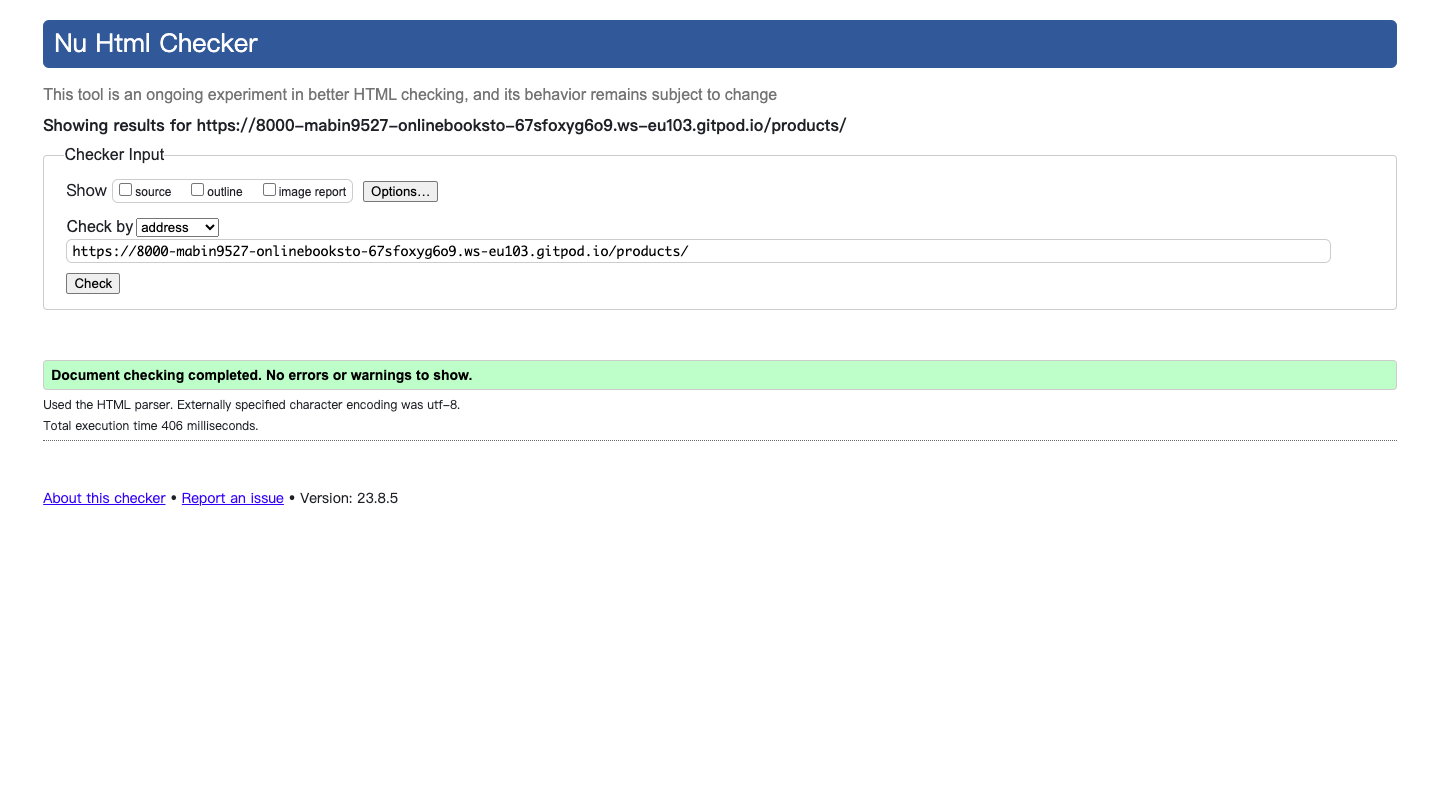 Nu Html Checker
This tool is an ongoing experiment in better HTML checking, and its behavior remains subject to change
Showing results for https://8000-mabin9527-onlinebooksto-67sfoxyg6o9.ws-eu103.gitpod.io/products/
Checker Input
Show source outline image report Options...
Check by address
https://8000-mabin9527-onlinebooksto-67sfoxyg6o9.ws-eu103.gitpod.io/products/
Check
Document checking completed. No errors or warnings to show.
Used the HTML parser. Externally specified character encoding was utf-8.
Total execution time 406 milliseconds.
About this checker • Report an issue • Version: 23.8.5